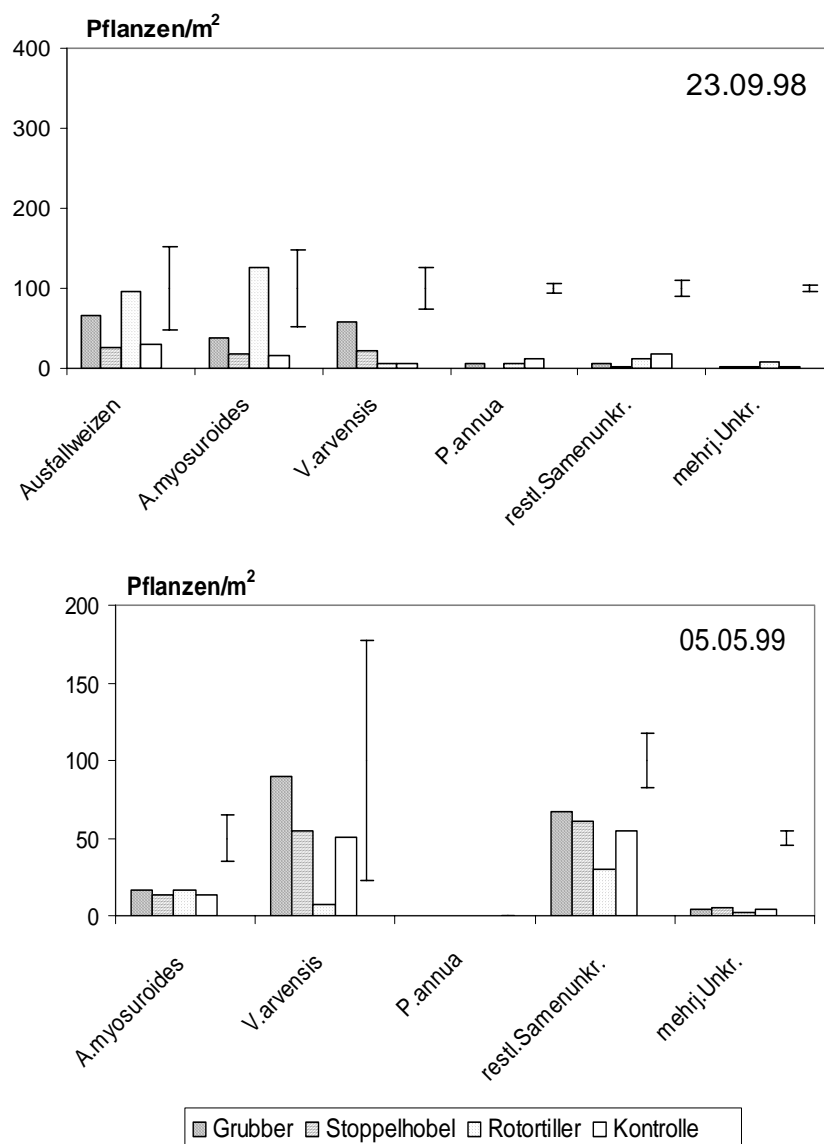 Pflanzen/m²
400
23.09.98
300
200
100
0
Ausfallweizen
A.myosuroides
V.arvensis
P.annua
restl.Samenunkr.
mehrj.Unkr.
Pflanzen/m²
200
05.05.99
150
100
50
0
A.myosuroides
V.arvensis
P.annua
restl.Samenunkr.
mehrj.Unkr.
Grubber Stoppelhobel Rotortiller Kontrolle